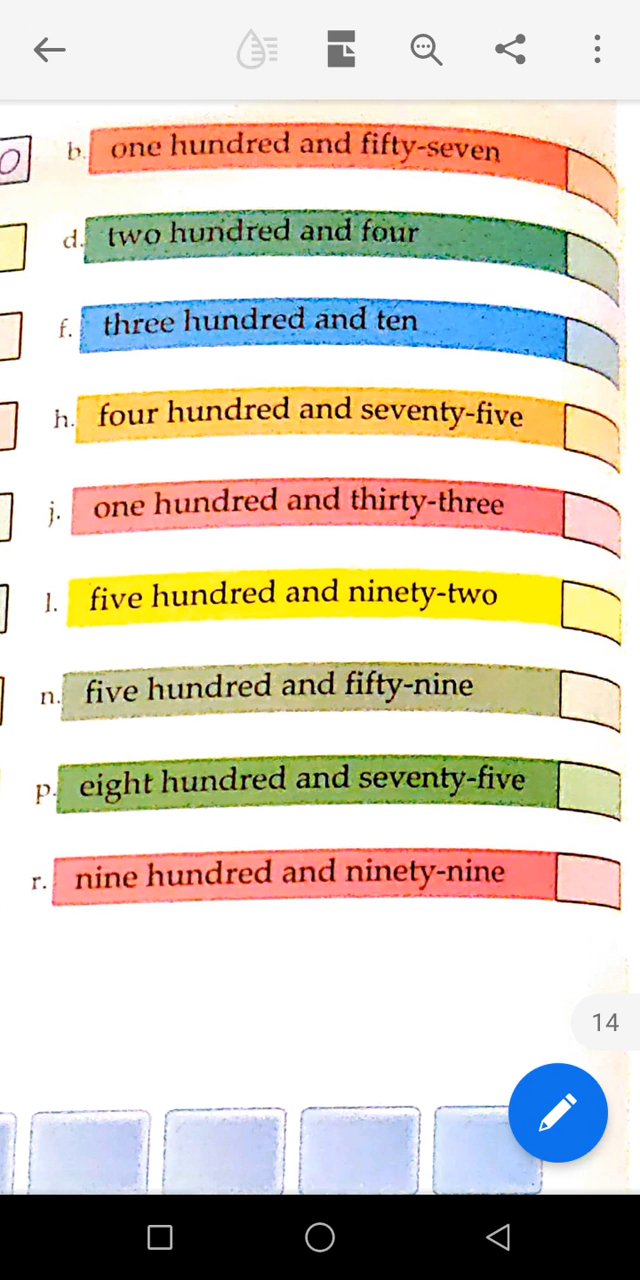 b. one hundred and fifty-seven
d. two hundred and four
f. three hundred and ten
h. four hundred and seventy-five
j. one hundred and thirty-three
l. five hundred and ninety-two
n. five hundred and fifty-nine
p. eight hundred and seventy-five
r. nine hundred and ninety-nine
14